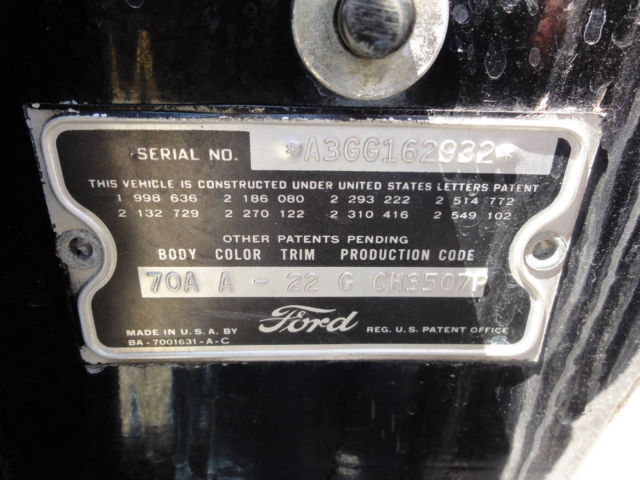 SERIAL NO. *A3GG162932*
THIS VEHICLE IS CONSTRUCTED UNDER UNITED STATES LETTERS PATENT
1 998 636 2 186 080 2 293 222 2 514 772
2 132 729 2 270 122 2 310 416 2 549 102
OTHER PATENTS PENDING
BODY COLOR TRIM PRODUCTION CODE
70A A - 22 G
MADE IN U.S.A. BY Ford REG. U.S. PATENT OFFICE
BA-7001631-A-C